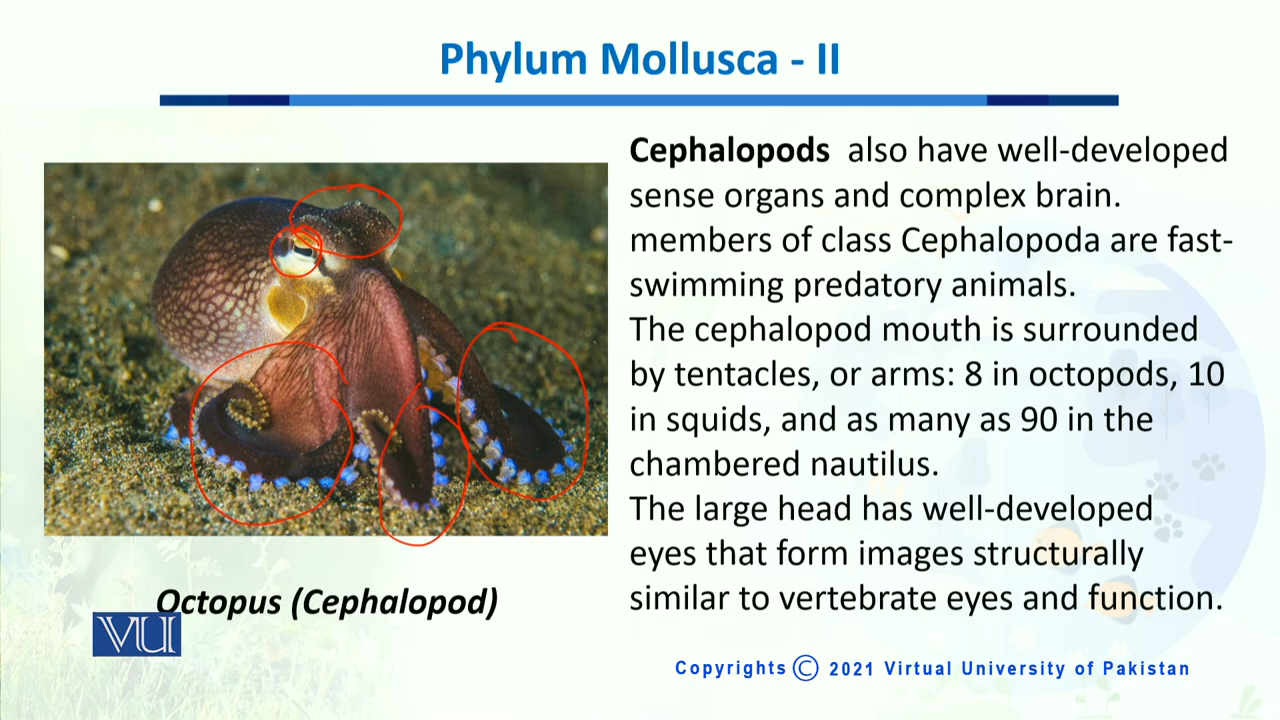 Phylum Mollusca - II
Cephalopods also have well-developed
sense organs and complex brain.
members of class Cephalopoda are fast-
swimming predatory animals.
The cephalopod mouth is surrounded
by tentacles, or arms: 8 in octopods, 10
in squids, and as many as 90 in the
chambered nautilus.
The large head has well-developed
eyes that form images structurally
similar to vertebrate eyes and function.
Octopus (Cephalopod)
VU
Copyrights © 2021 Virtual University of Pakistan